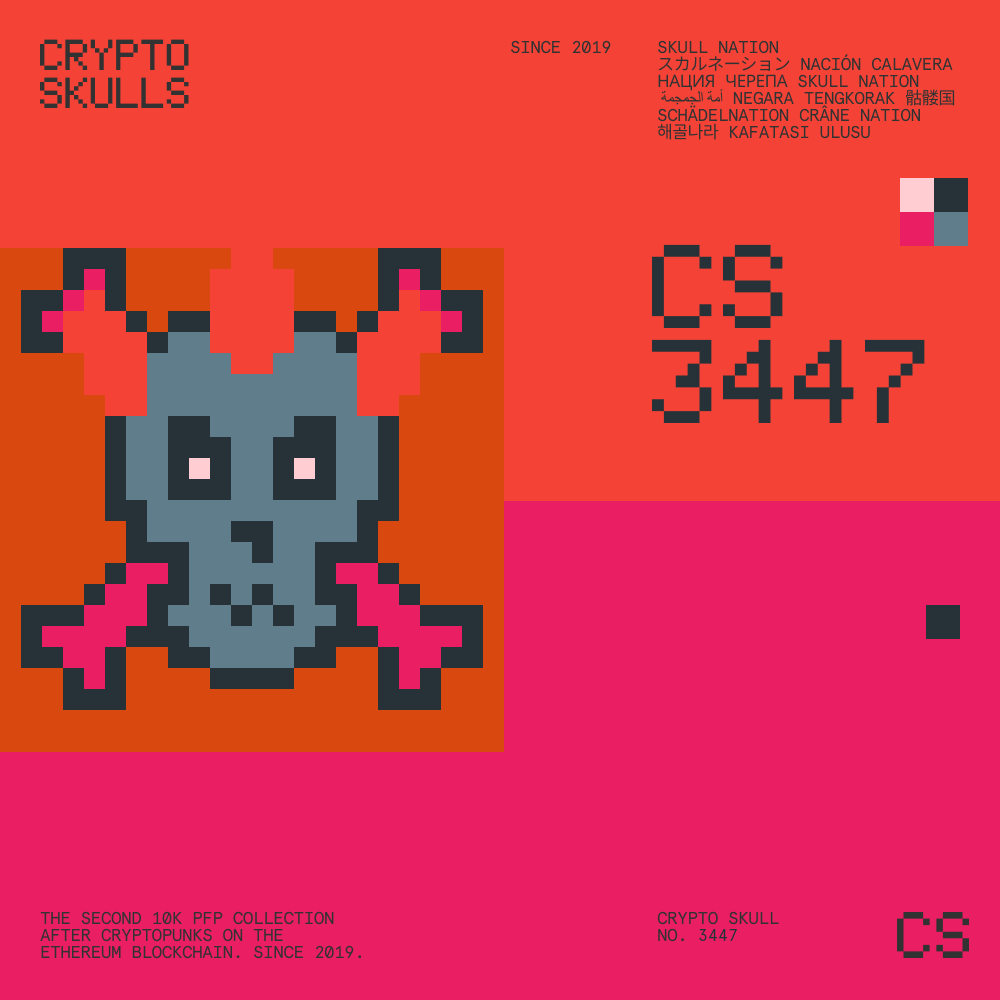 CRYPTO
SKULLS
SINCE 2019
SKULL NATION
スカルネーション NACIÓN CALAVERA
НАЦИЯ ЧЕРЕПА SKULL NATION
أمة الجمجمة NEGARA TENGKORAK 骷髅国
SCHÄDELNATION CRÂNE NATION
해골나라 KAFATASI ULUSU
CS
3447
THE SECOND 10K PFP COLLECTION
AFTER CRYPTOPUNKS ON THE
ETHEREUM BLOCKCHAIN. SINCE 2019.
CRYPTO SKULL
NO. 3447
CS